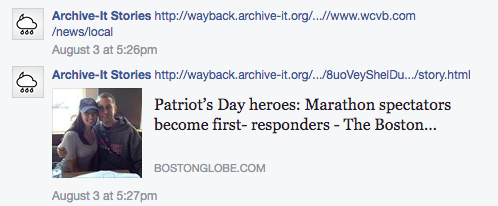 Archive-It Stories http://wayback.archive-it.org/...//www.wcvb.com
/news/local
August 3 at 5:26pm
Archive-It Stories http://wayback.archive-it.org/.../8uoVeyShelDu.../story.html
Patriot's Day heroes: Marathon spectators
become first- responders - The Boston...
BOSTONGLOBE.COM
August 3 at 5:27pm